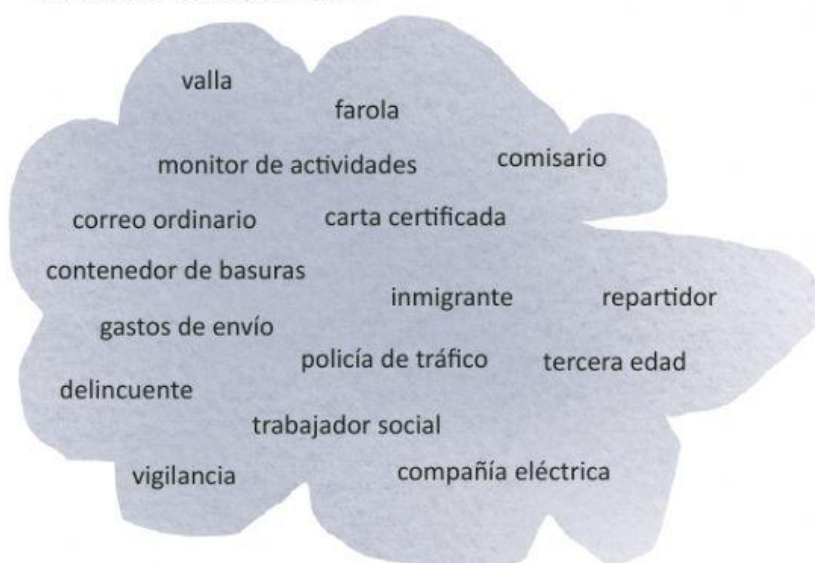 valla
farola
monitor de actividades
comisario
correo ordinario
carta certificada
contenedor de basuras
inmigrante
repartidor
gastos de envío
policía de tráfico
tercera edad
delincuente
trabajador social
vigilancia
compañía eléctrica